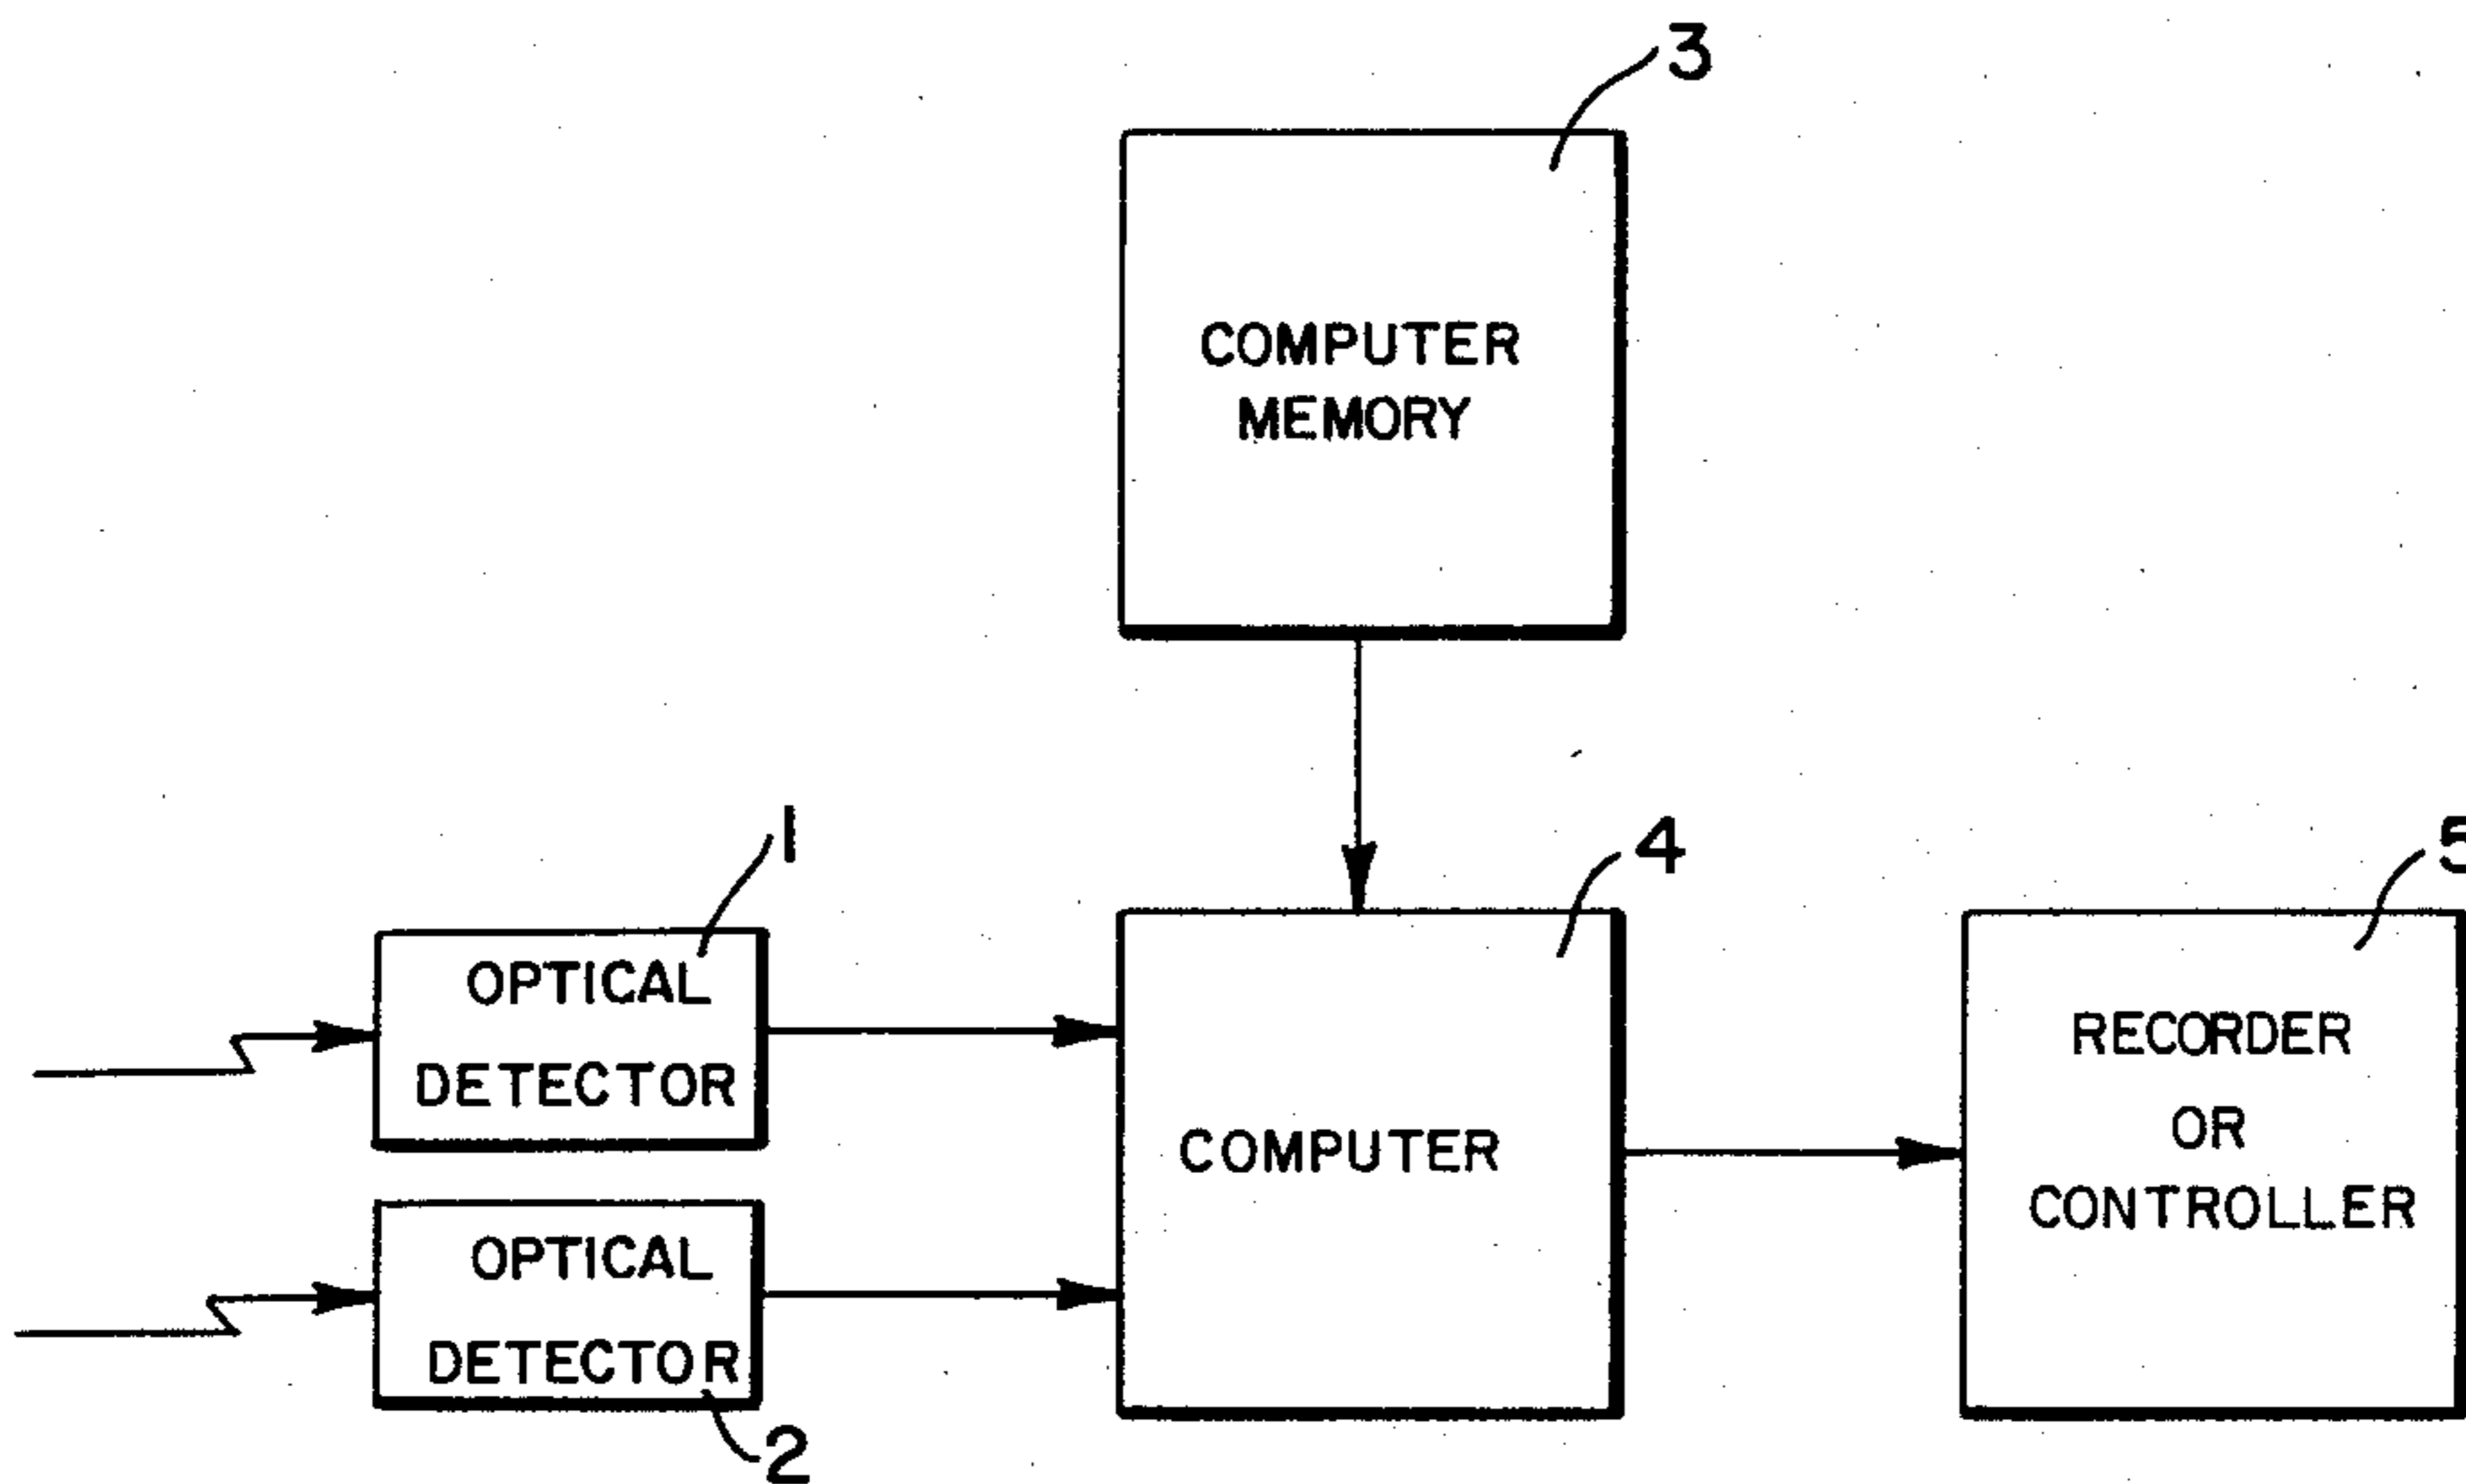 3
COMPUTER
MEMORY
1
OPTICAL
DETECTOR
OPTICAL
DETECTOR
2
4
COMPUTER
5
RECORDER
OR
CONTROLLER